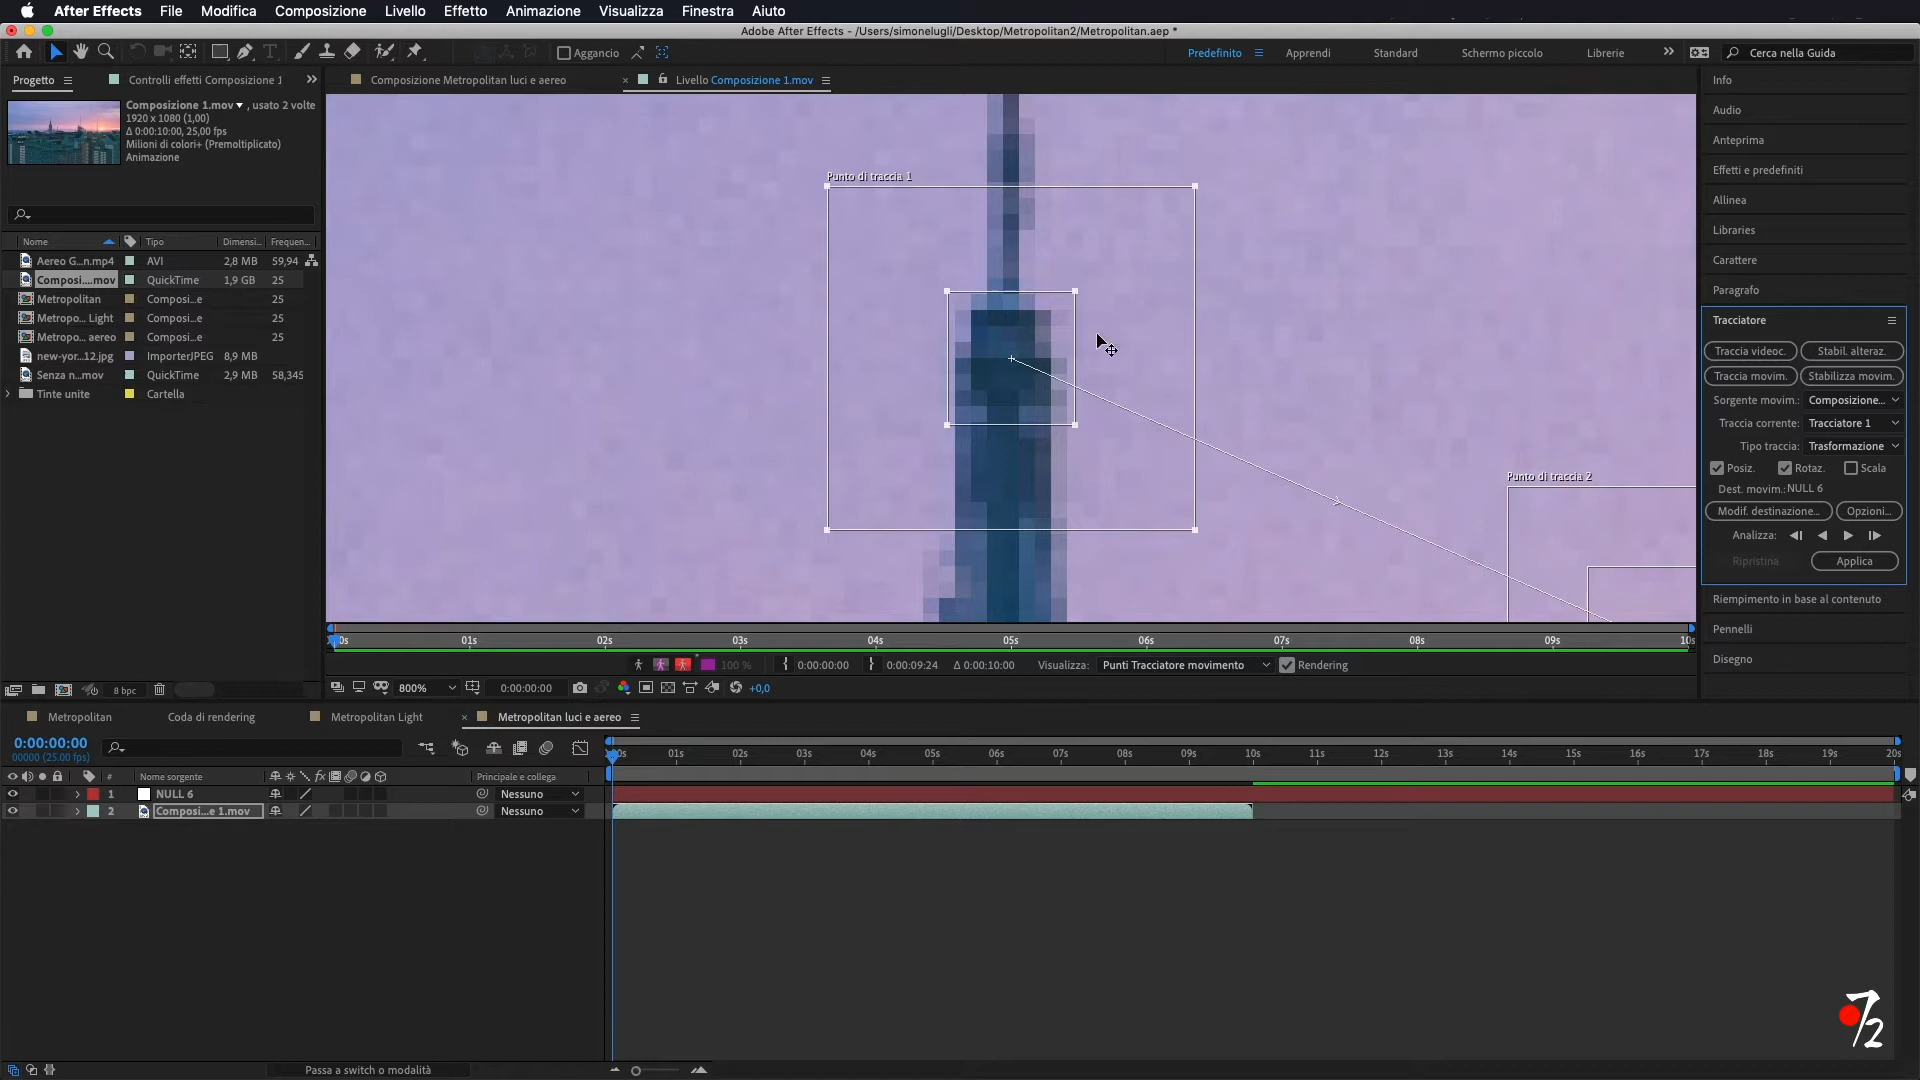 After Effects File Modifica Composizione Livello Effetto Animazione Visualizza Finestra Aiuto
Adobe After Effects - /Users/simonelugli/Desktop/Metropolitan2/Metropolitan.aep *
Aggancio
Predefinito Apprendi Standard Schermo piccolo Librerie Cerca nella Guida
Progetto Controlli effetti Composizione 1
Composizione Metropolitan luci e aereo
Livello Composizione 1.mov
Composizione 1.mov , usato 2 volte
1920 x 1080 (1,00)
Δ 0:00:10:00, 25,00 fps
Milioni di colori+ (Premoltiplicato)
Animazione
Nome Tipo Dimensi... Frequen...
Aereo G...n.mp4 AVI 2,8 MB 59,94
Composi....mov QuickTime 1,9 GB 25
Metropolitan Composi...e 25
Metropo... Light Composi...e 25
Metropo... aereo Composi...e 25
new-yor...12.jpg ImporterJPEG 8,9 MB
Senza n...mov QuickTime 2,9 MB 58,345
Tinte unite Cartella
8 bpc
Punto di traccia 1
Punto di traccia 2
01s 02s 03s 04s 05s 06s 07s 08s 09s 10s
100 % 0:00:00:00 0:00:09:24 Δ 0:00:10:00 Visualizza: Punti Tracciatore movimento Rendering
800% 0:00:00:00 +0,0
Info
Audio
Anteprima
Effetti e predefiniti
Allinea
Libraries
Carattere
Paragrafo
Tracciatore
Traccia videoc. Stabil. alteraz.
Traccia movim. Stabilizza movim.
Sorgente movim.: Composizione...
Traccia corrente: Tracciatore 1
Tipo traccia: Trasformazione
Posiz. Rotaz. Scala
Dest. movim.: NULL 6
Modif. destinazione... Opzioni...
Analizza:
Ripristina Applica
Riempimento in base al contenuto
Pennelli
Disegno
Metropolitan Coda di rendering Metropolitan Light Metropolitan luci e aereo
0:00:00:00
00000 (25.00 fps)
# Nome sorgente fx Principale e collega
1 NULL 6 Nessuno
2 Composi...e 1.mov Nessuno
01s 02s 03s 04s 05s 06s 07s 08s 09s 10s 11s 12s 13s 14s 15s 16s 17s 18s 19s 20s
Passa a switch o modalità
7/2